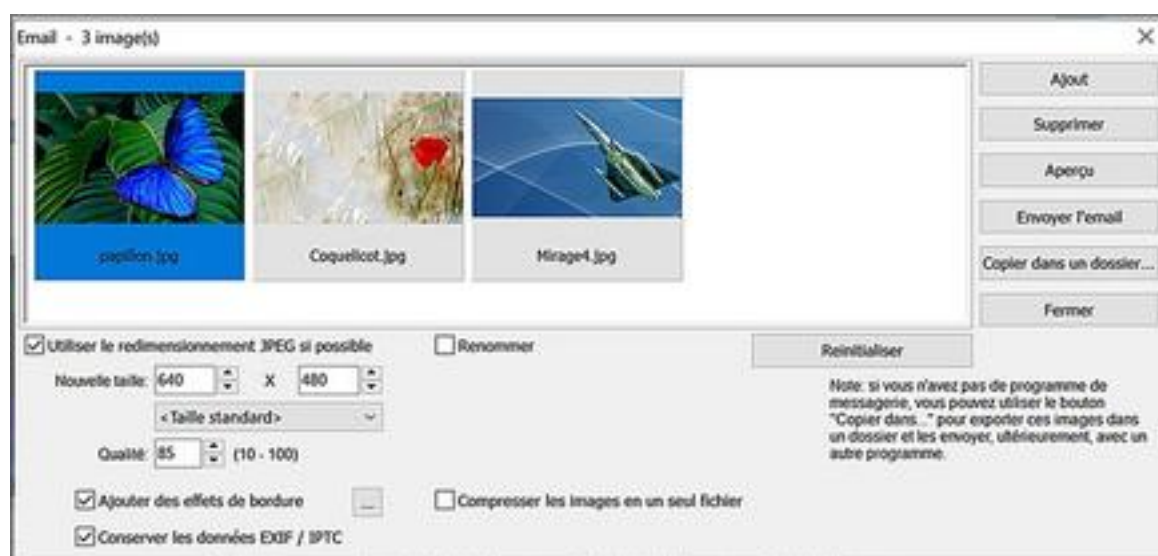 Email - 3 image(s)
Ajout
Supprimer
Aperçu
Envoyer l'email
Copier dans un dossier...
Fermer
papillon.jpg
Coquelicot.jpg
Mirage4.jpg
Utiliser le redimensionnement JPEG si possible
Renommer
Reinitialiser
Nouvelle taille: 640 X 480
<Taille standard>
Qualité: 85 (10 - 100)
Note: si vous n'avez pas de programme de
messagerie, vous pouvez utiliser le bouton
"Copier dans..." pour exporter ces images dans
un dossier et les envoyer, ultérieurement, avec un
autre programme.
Ajouter des effets de bordure
...
Compresser les images en un seul fichier
Conserver les données EXIF / IPTC